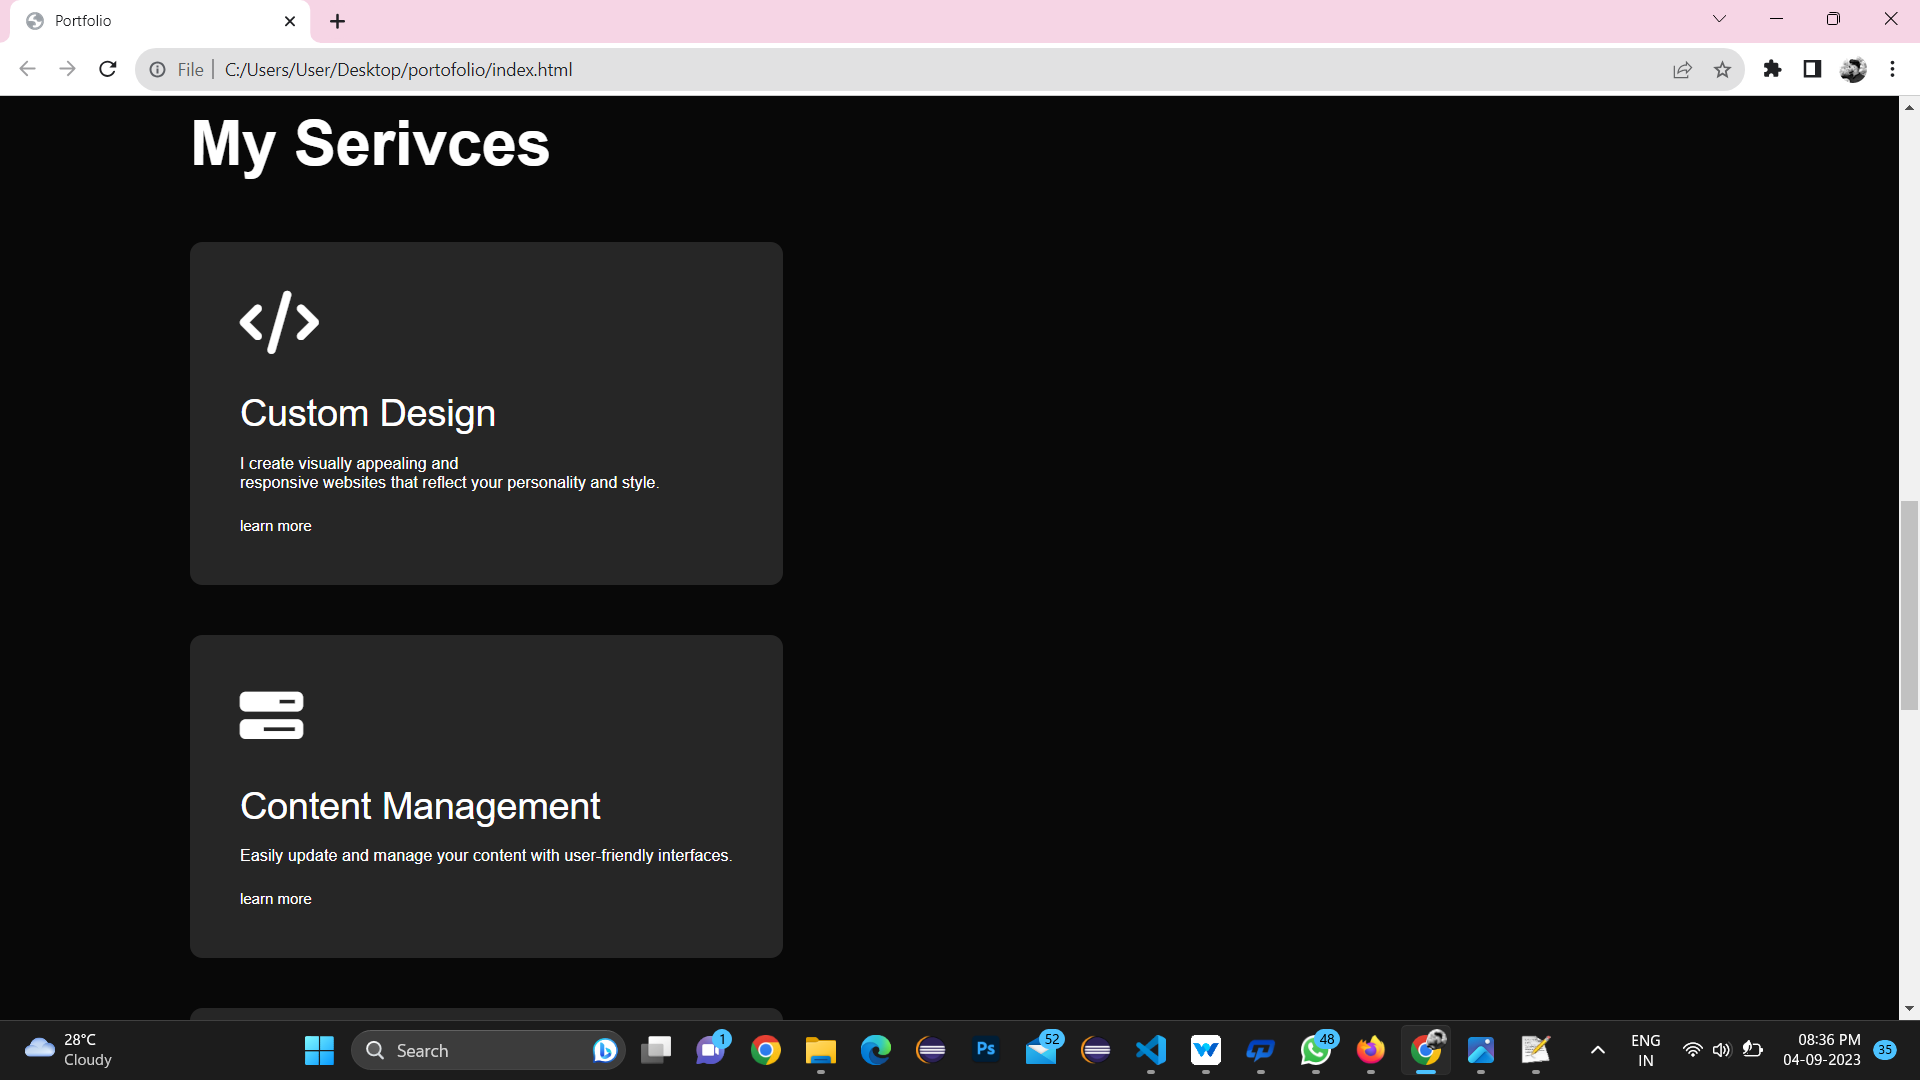 Portfolio
File
C:/Users/User/Desktop/portofolio/index.html
My Serivces
Custom Design
I create visually appealing and
responsive websites that reflect your personality and style.
learn more
Content Management
Easily update and manage your content with user-friendly interfaces.
learn more
28°C
Cloudy
Search
1
Ps
52
48
ENG
IN
08:36 PM
04-09-2023
35